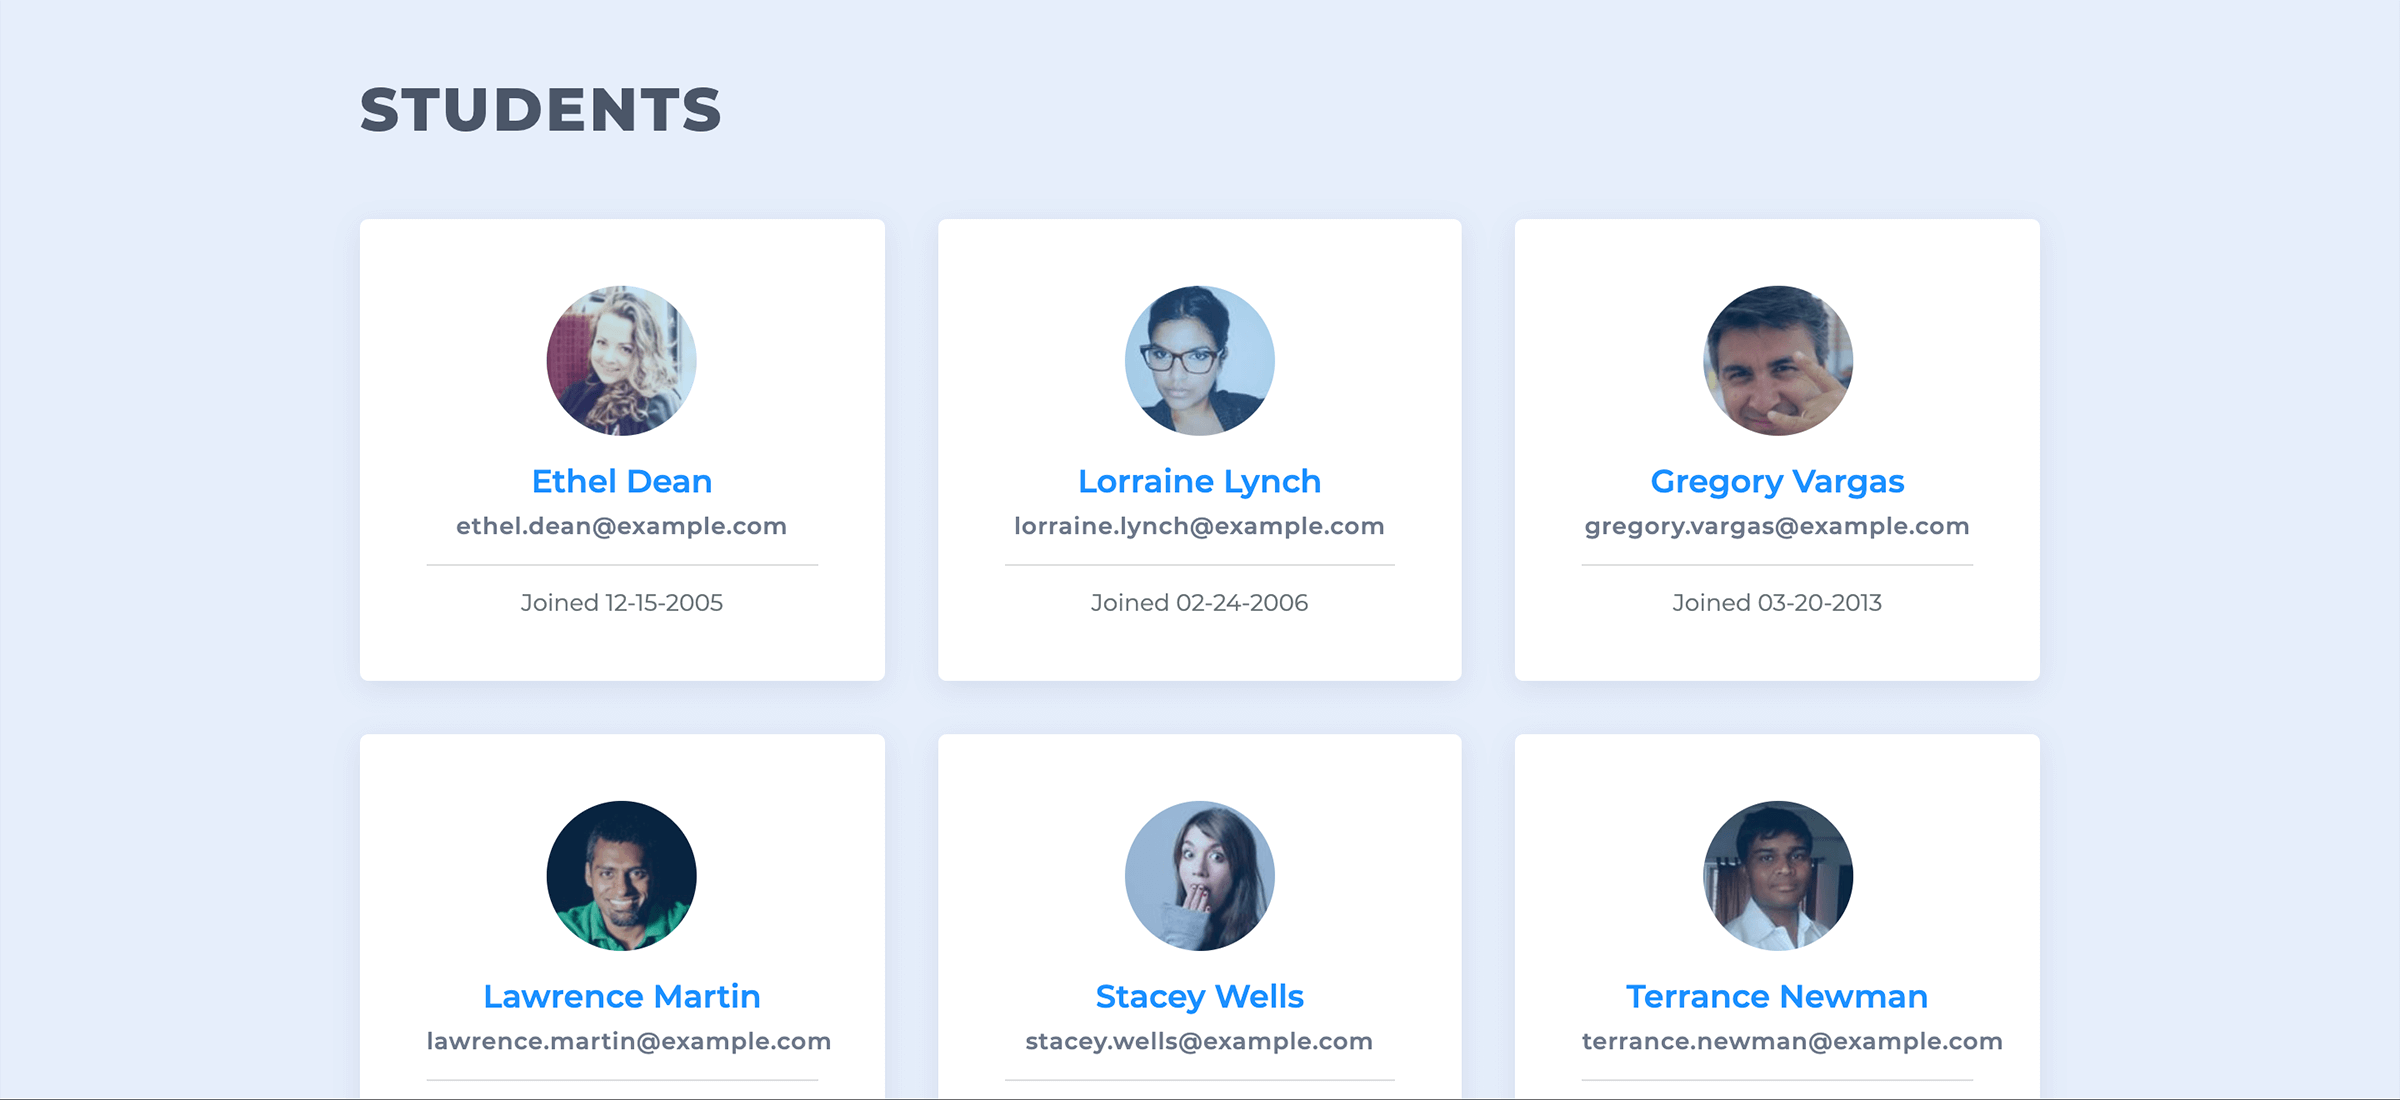 STUDENTS
Ethel Dean
ethel.dean@example.com
Joined 12-15-2005
Lorraine Lynch
lorraine.lynch@example.com
Joined 02-24-2006
Gregory Vargas
gregory.vargas@example.com
Joined 03-20-2013
Lawrence Martin
lawrence.martin@example.com
Stacey Wells
stacey.wells@example.com
Terrance Newman
terrance.newman@example.com